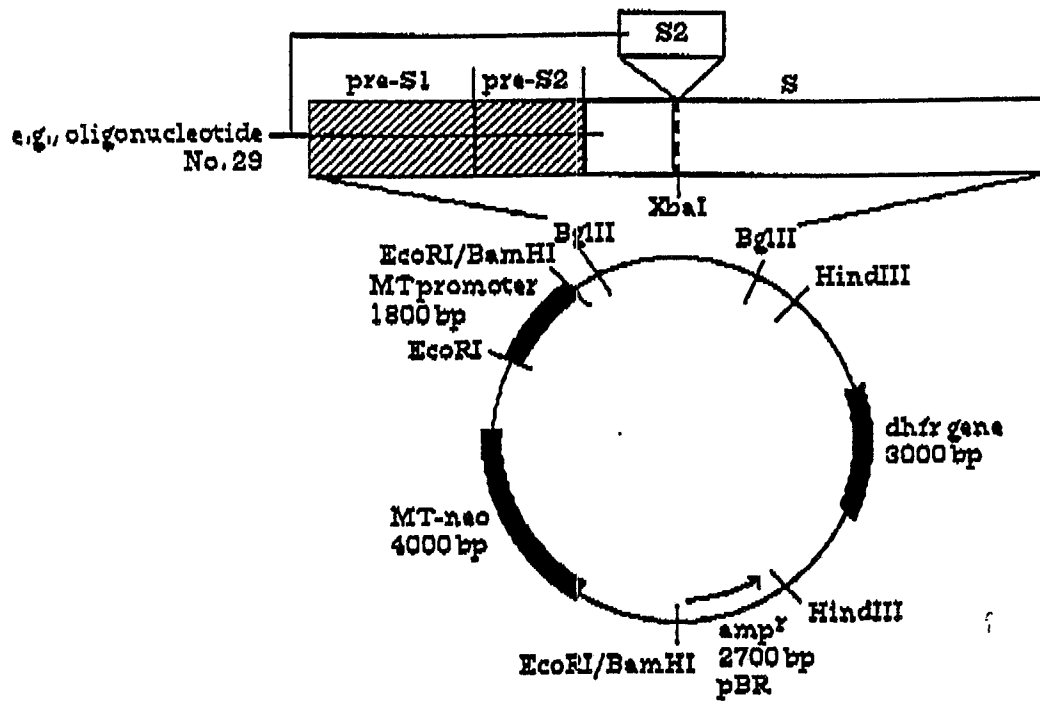 S2
pre-S1
pre-S2
S
e.g., oligonucleotide
No. 29
XbaI
BglII
BglII
EcoRI/BamHI
HindIII
MTpromoter
1800 bp
EcoRI
dhfr gene
3000 bp
MT-neo
4000 bp
HindIII
ampr
EcoRI/BamHI
2700 bp
pBR